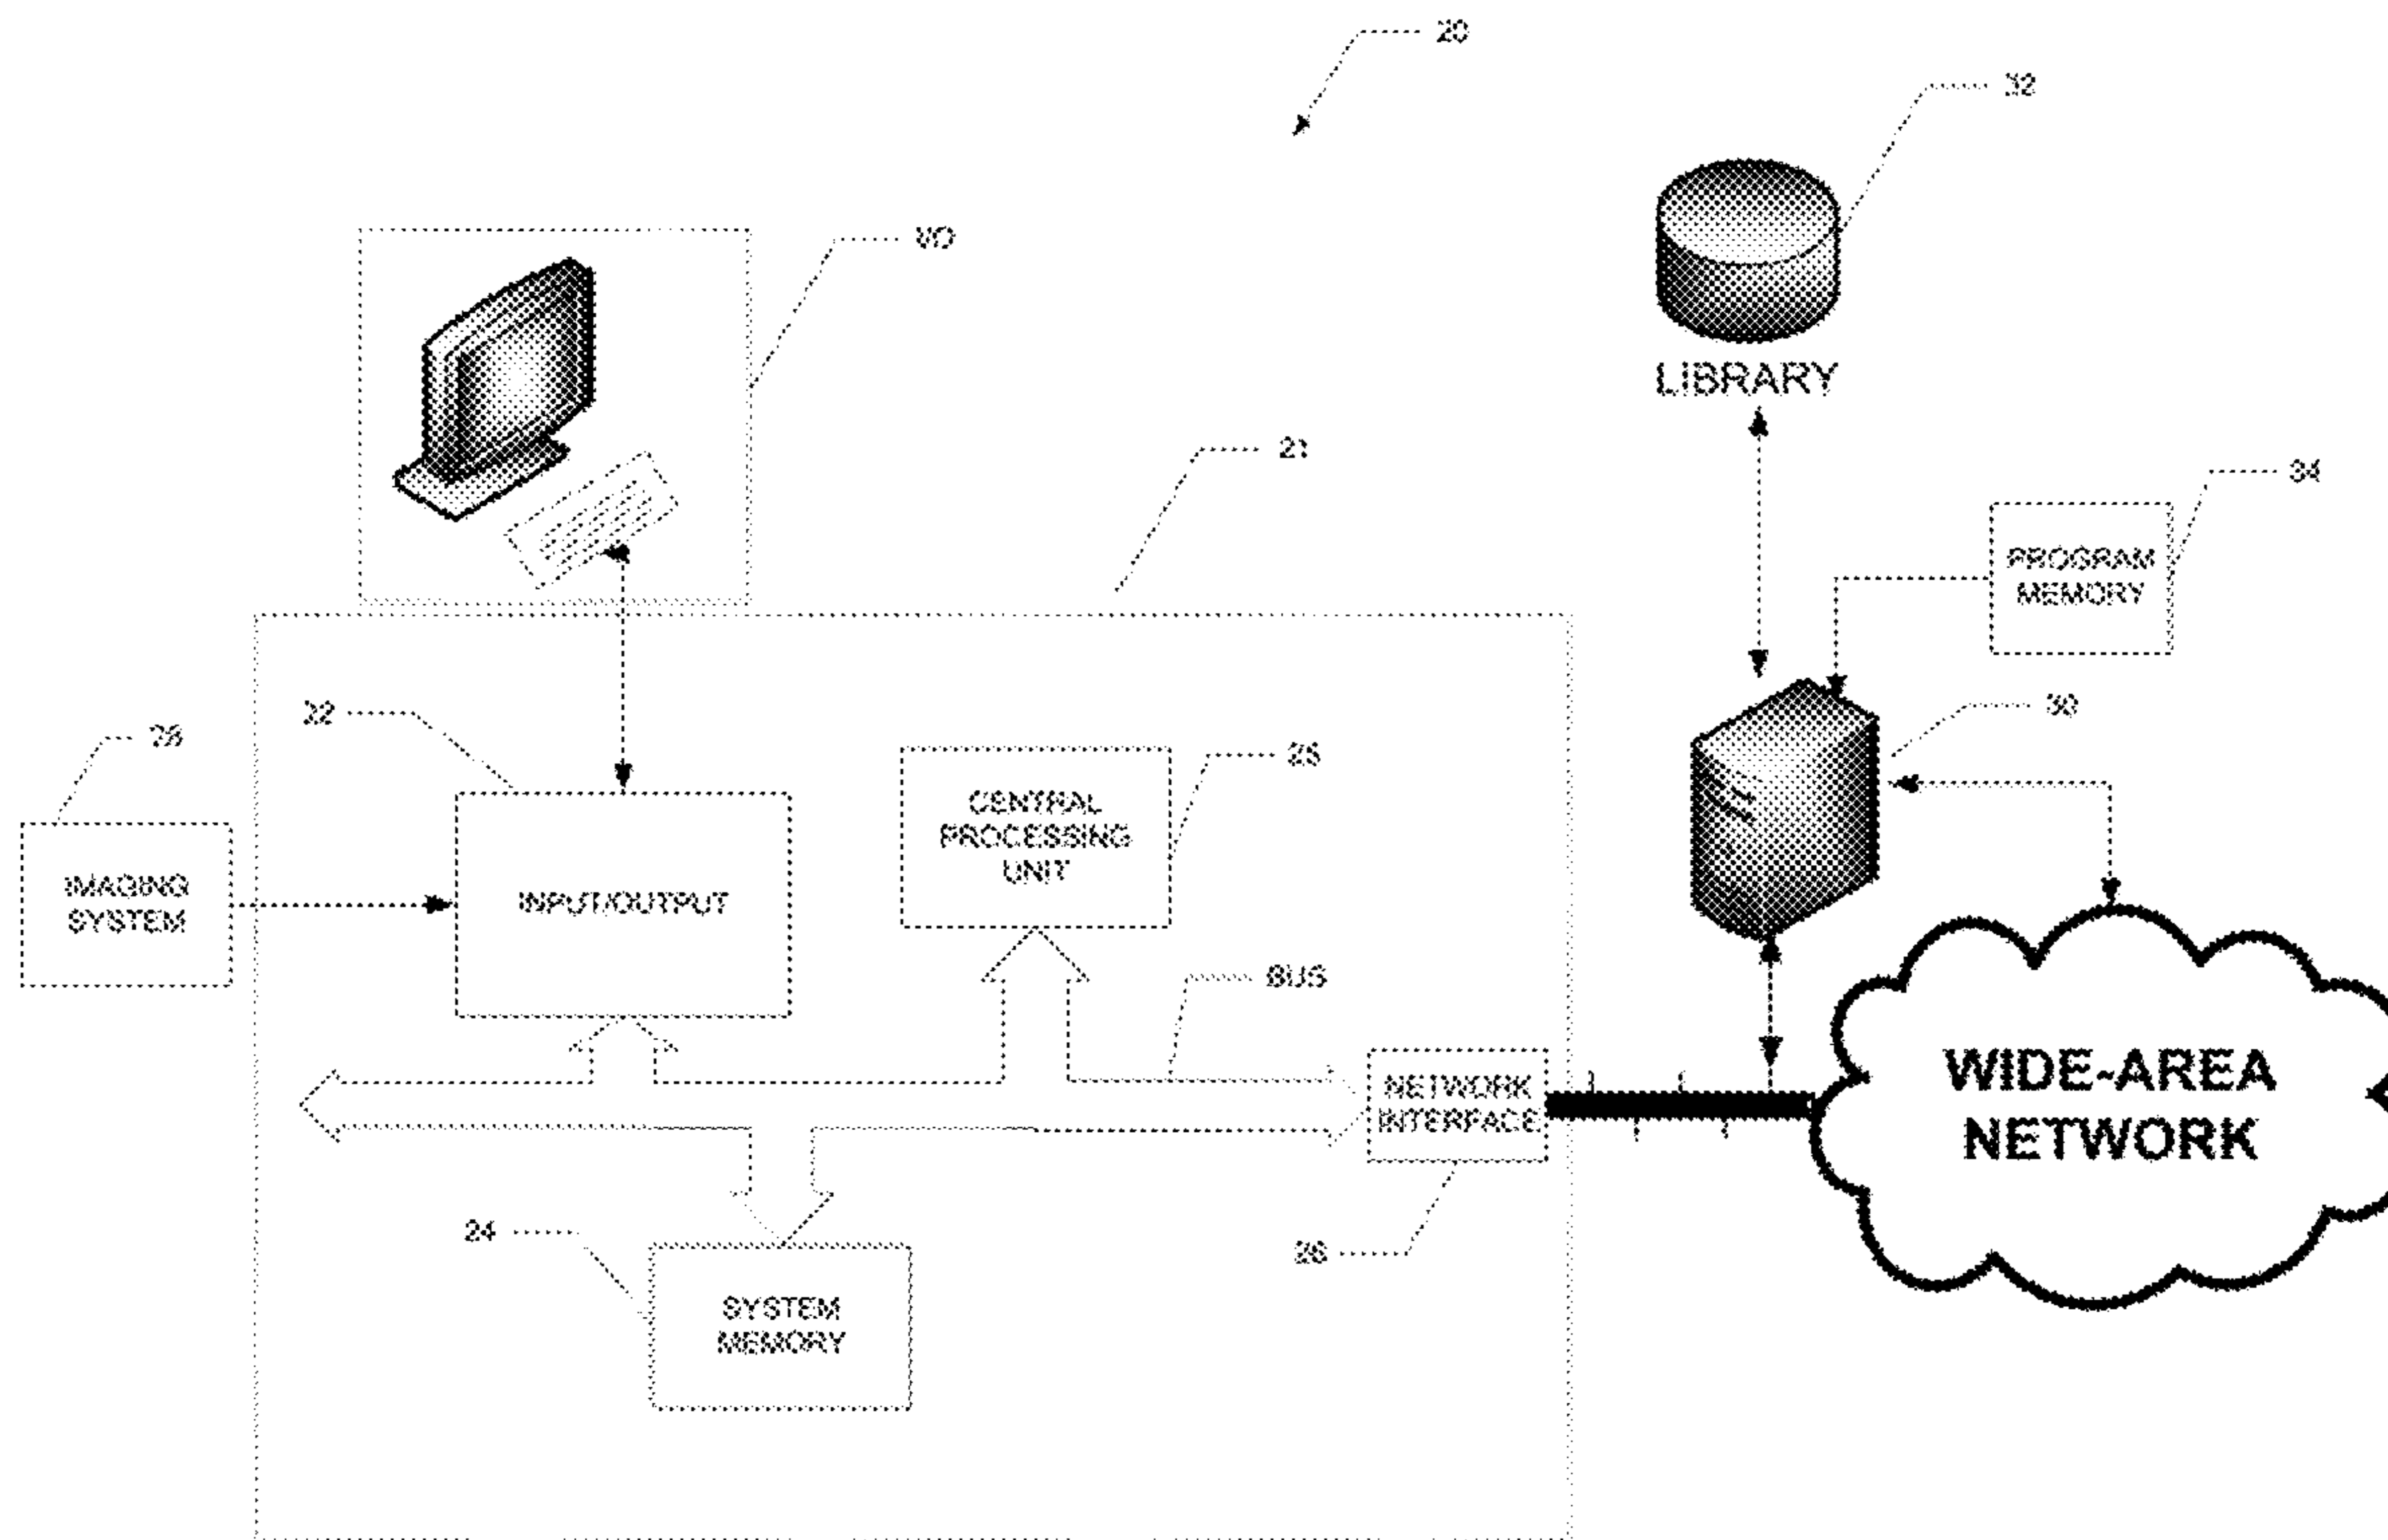 20
32
I/O
LIBRARY
21
34
PROGRAM
MEMORY
22
30
28
25
CENTRAL
PROCESSING
UNIT
IMAGING
SYSTEM
INPUT/OUTPUT
BUS
WIDE-AREA
NETWORK
NETWORK
INTERFACE
24
SYSTEM
MEMORY